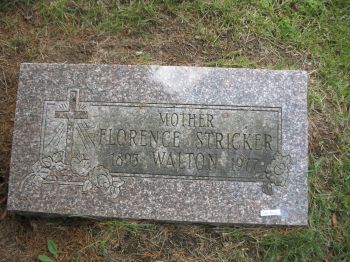 MOTHER
FLORENCE STRICKER
1895 WALTON 1977